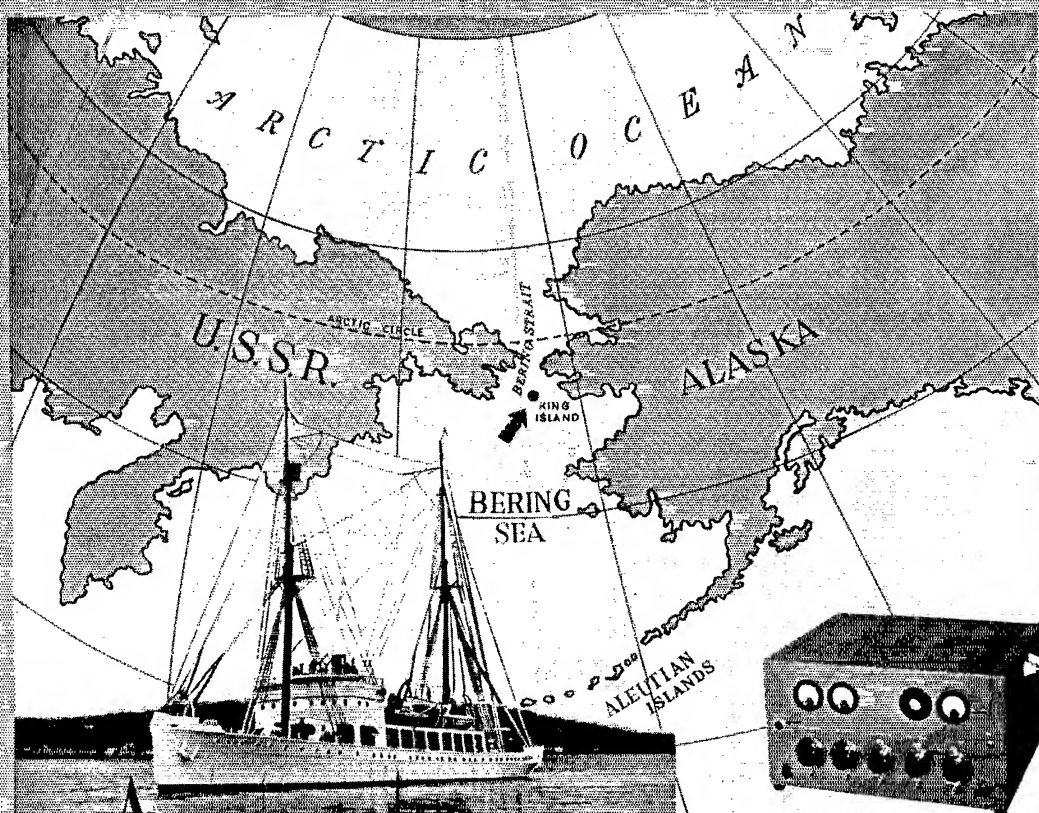 ARCTIC OCEAN
ARCTIC CIRCLE
U.S.S.R.
BERING STRAIT
ALASKA
KING
ISLAND
BERING
SEA
ALEUTIAN
ISLANDS